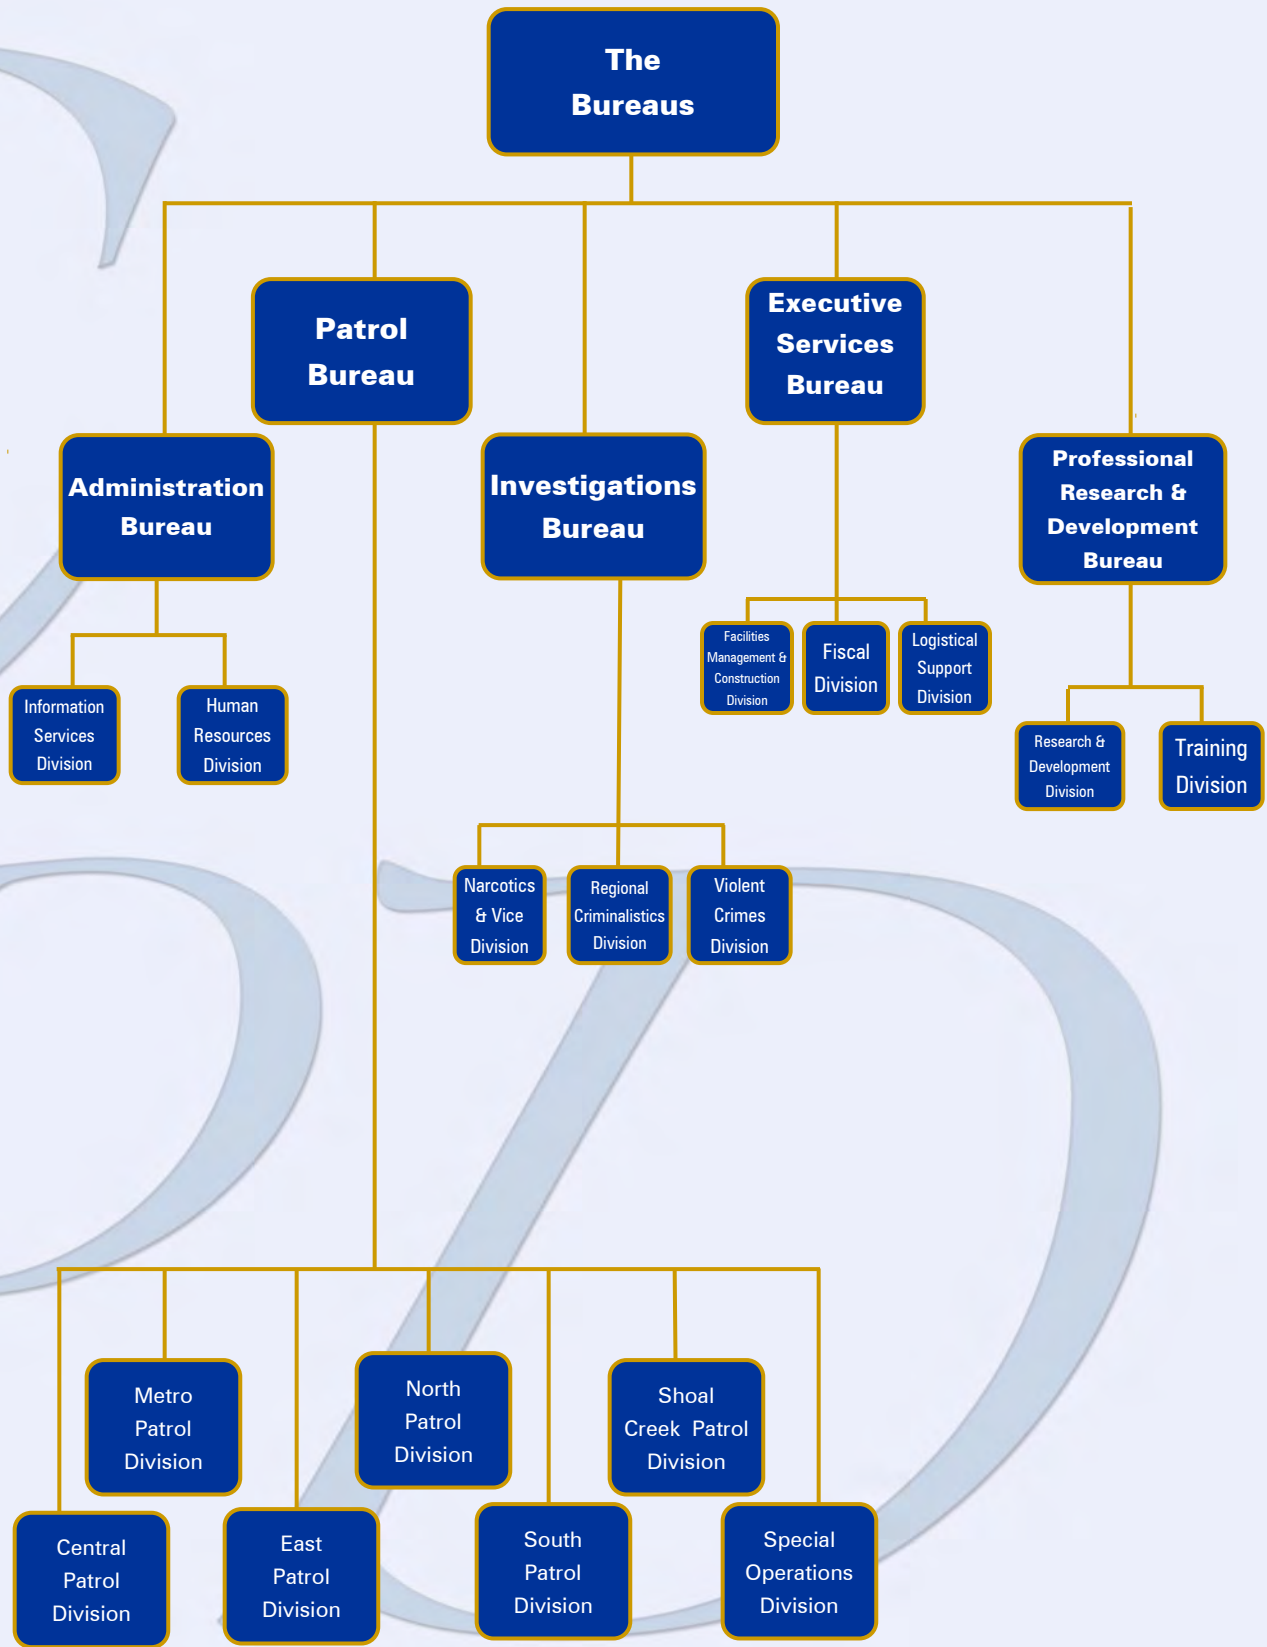 The
Bureaus
Patrol
Bureau
Executive
Services
Bureau
Administration
Bureau
Investigations
Bureau
Professional
Research &
Development
Bureau
Facilities
Management &
Construction
Division
Fiscal
Division
Logistical
Support
Division
Information
Services
Division
Human
Resources
Division
Research &
Development
Division
Training
Division
Narcotics
& Vice
Division
Regional
Criminalistics
Division
Violent
Crimes
Division
Metro
Patrol
Division
North
Patrol
Division
Shoal
Creek Patrol
Division
Central
Patrol
Division
East
Patrol
Division
South
Patrol
Division
Special
Operations
Division